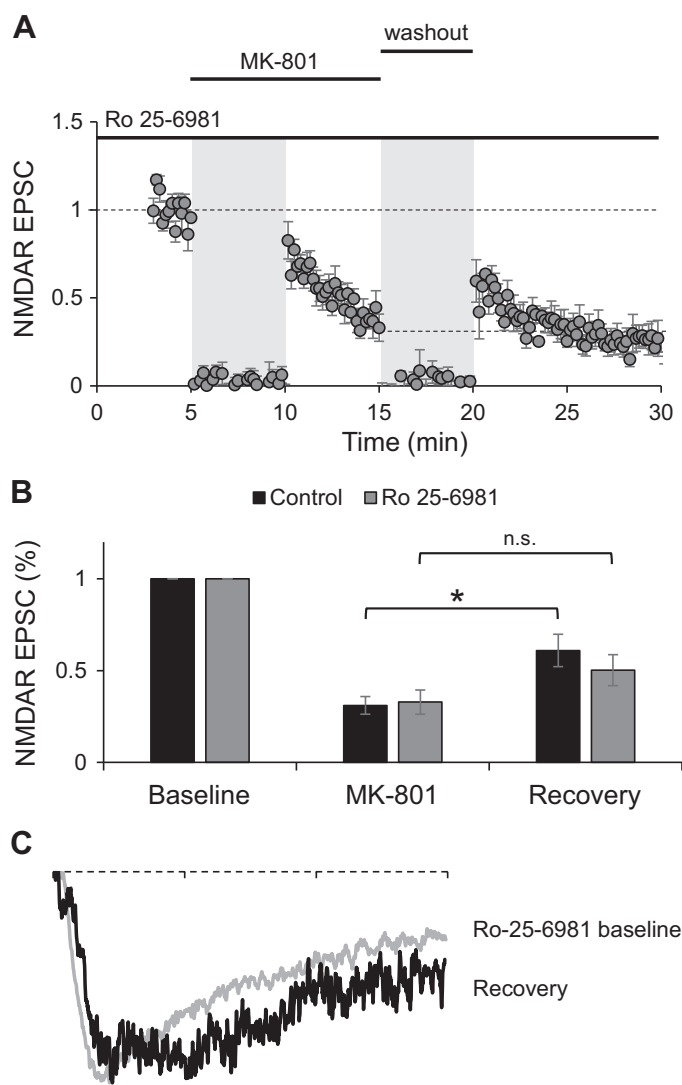 A
washout
MK-801
Ro 25-6981
1.5
1
0.5
0
NMDAR EPSC
0 5 10 15 20 25 30
Time (min)
B
Control Ro 25-6981
n.s.
*
1
0.5
0
NMDAR EPSC (%)
Baseline MK-801 Recovery
C
Ro-25-6981 baseline
Recovery